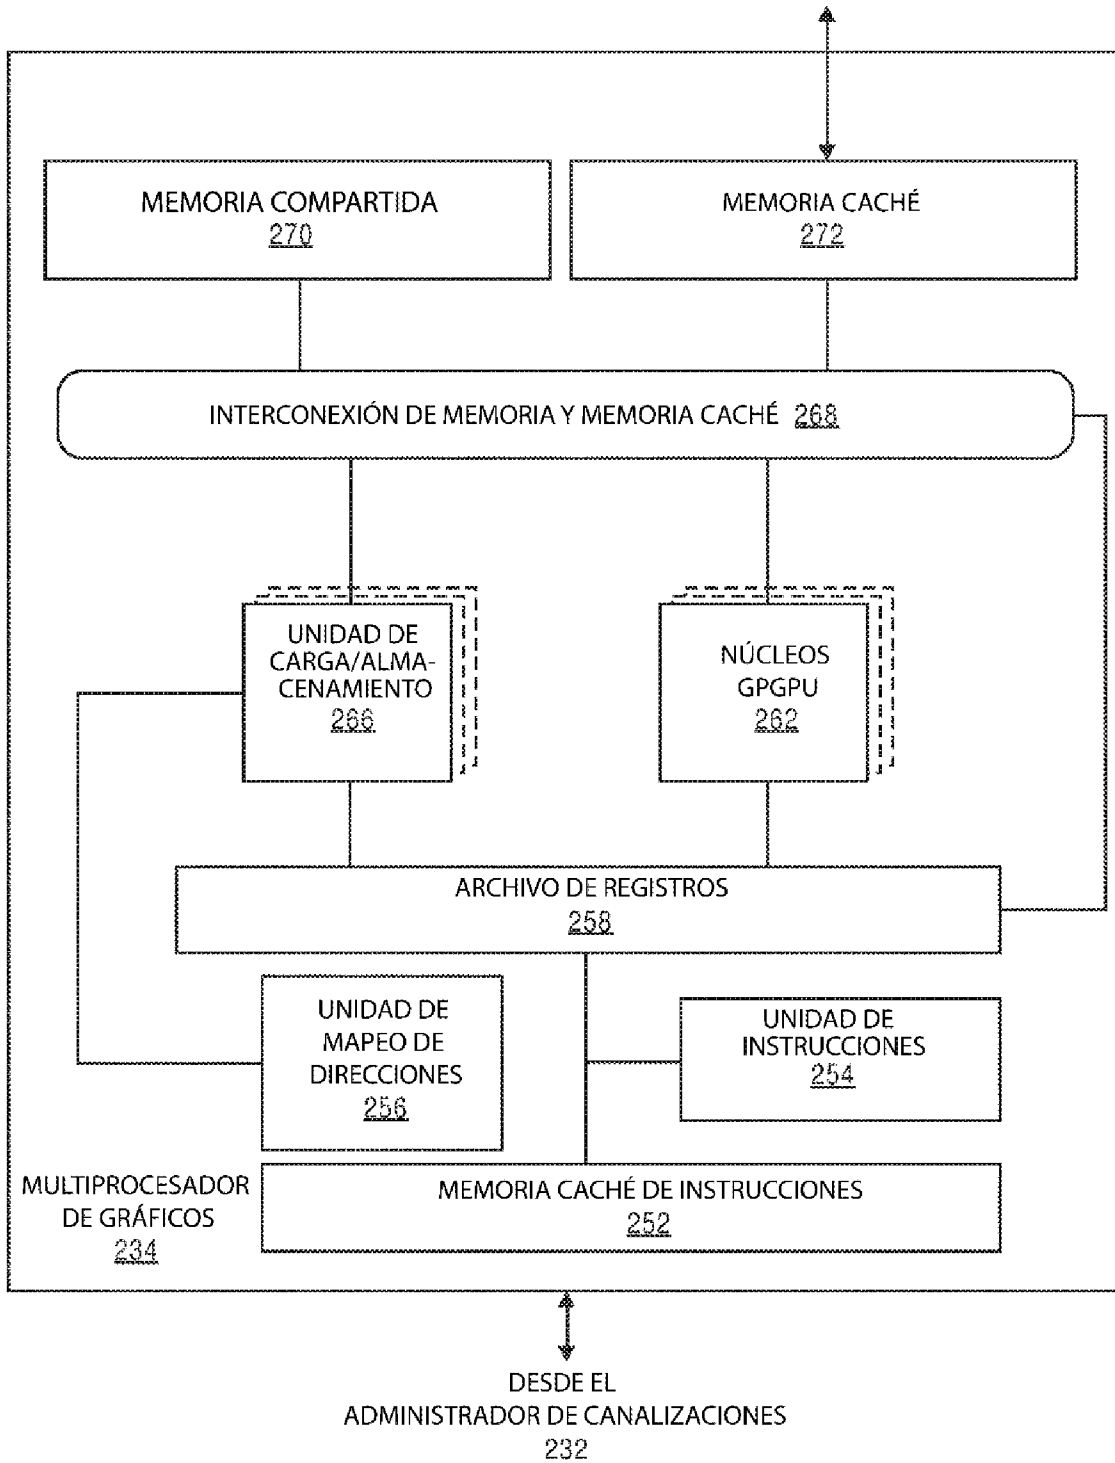 MEMORIA COMPARTIDA
270
MEMORIA CACHÉ
272
INTERCONEXIÓN DE MEMORIA Y MEMORIA CACHÉ 268
UNIDAD DE
CARGA/ALMA-
CENAMIENTO
266
NÚCLEOS
GPGPU
262
ARCHIVO DE REGISTROS
258
UNIDAD DE
MAPEO DE
DIRECCIONES
256
UNIDAD DE
INSTRUCCIONES
254
MULTIPROCESADOR
DE GRÁFICOS
234
MEMORIA CACHÉ DE INSTRUCCIONES
252
DESDE EL
ADMINISTRADOR DE CANALIZACIONES
232